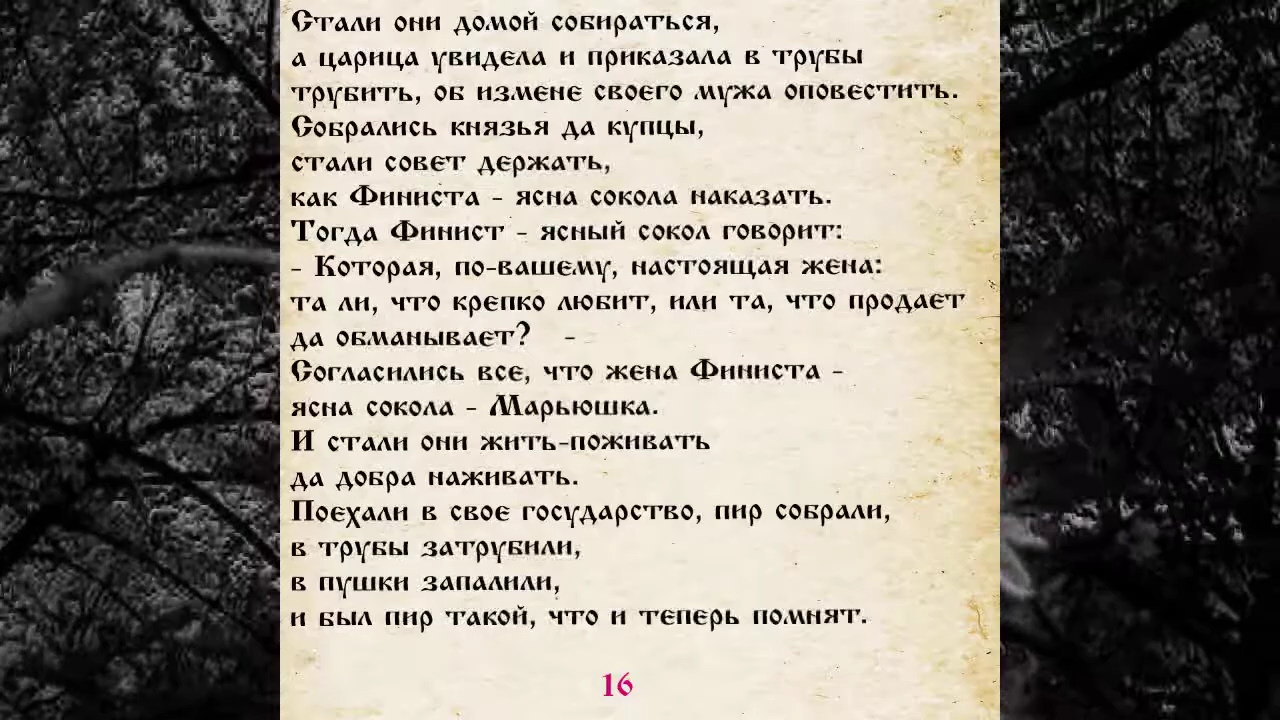 Стали они домой собираться,
а царица увидела и приказала в трубы
трубить, об измене своего мужа оповестить.
Собрались князья да купцы,
стали совет держать,
как Финиста - ясна сокола наказать.
Тогда Финист - ясный сокол говорит:
- Которая, по-вашему, настоящая жена:
та ли, что крепко любит, или та, что продает
да обманывает? -
Согласились все, что жена Финиста -
ясна сокола - Марьюшка.
И стали они жить-поживать
да добра наживать.
Поехали в свое государство, пир собрали,
в трубы затрубили,
в пушки запалили,
и был пир такой, что и теперь помнят.
16